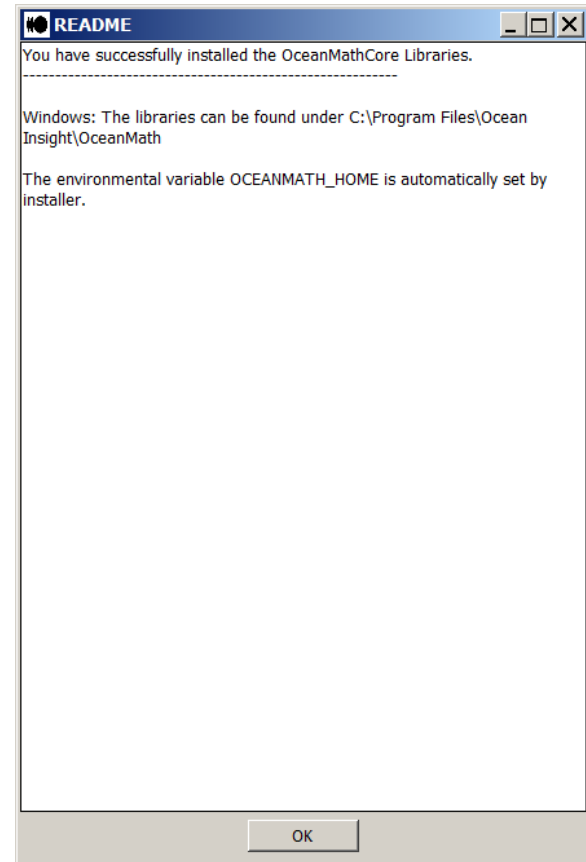 README
You have successfully installed the OceanMathCore Libraries.
----------------------------------------------------------
Windows: The libraries can be found under C:\Program Files\Ocean
Insight\OceanMath
The environmental variable OCEANMATH_HOME is automatically set by
installer.
OK